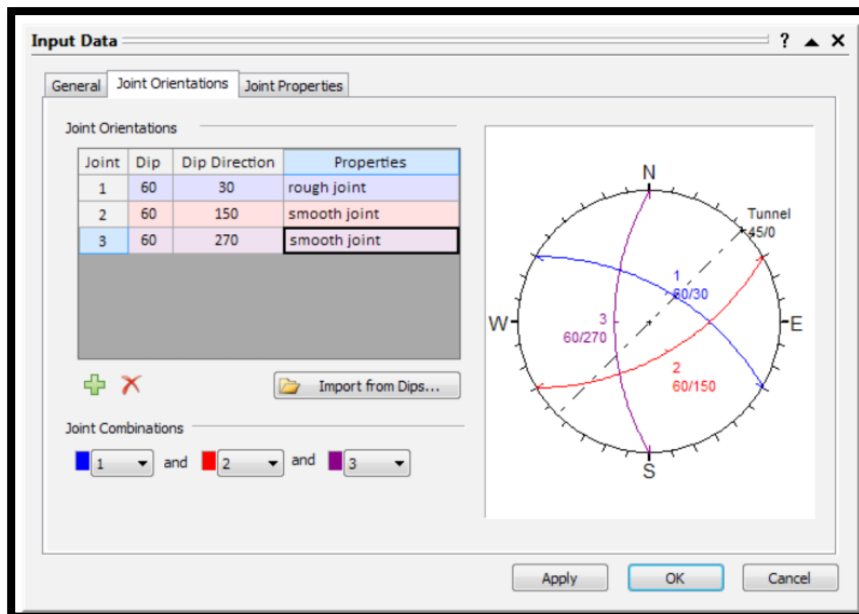 Input Data ? 
General Joint Orientations Joint Properties
Joint Orientations
Joint Dip Dip Direction Properties
1 60 30 rough joint
2 60 150 smooth joint
3 60 270 smooth joint
Import from Dips...
Joint Combinations
1 and 2 and 3
N
Tunnel
45/0
1
60/30
W
3
60/270
E
2
60/150
S
Apply OK Cancel